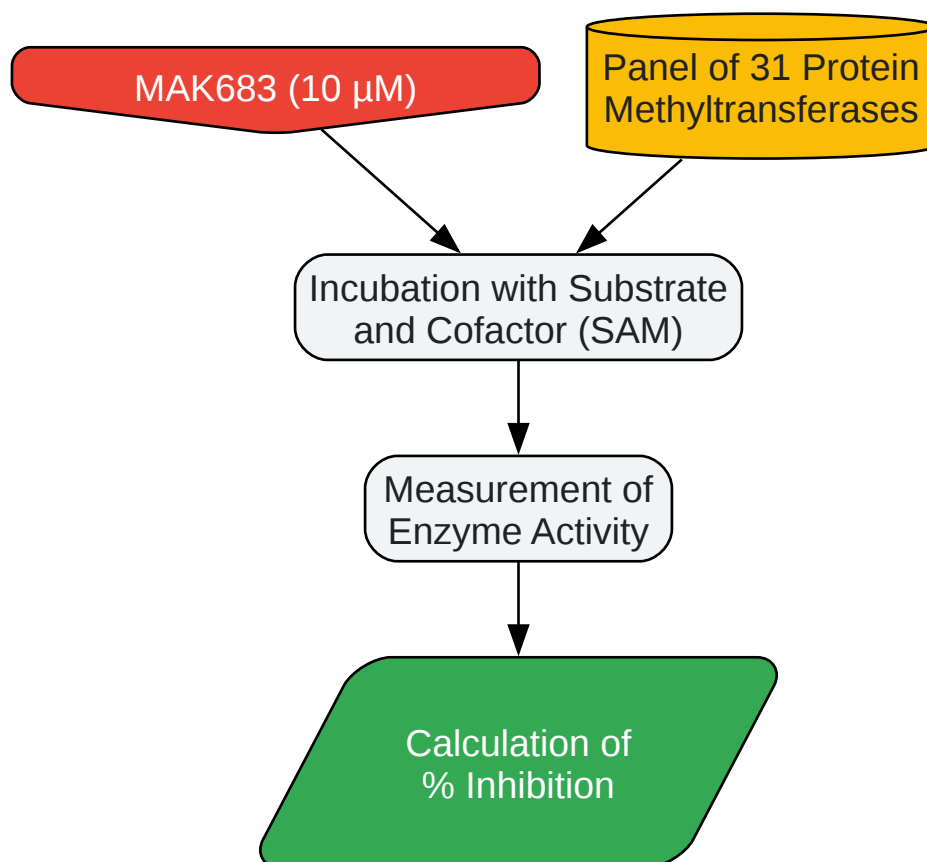 MAK683 (10 µM)
Panel of 31 Protein
Methyltransferases
Incubation with Substrate
and Cofactor (SAM)
Measurement of
Enzyme Activity
Calculation of
% Inhibition